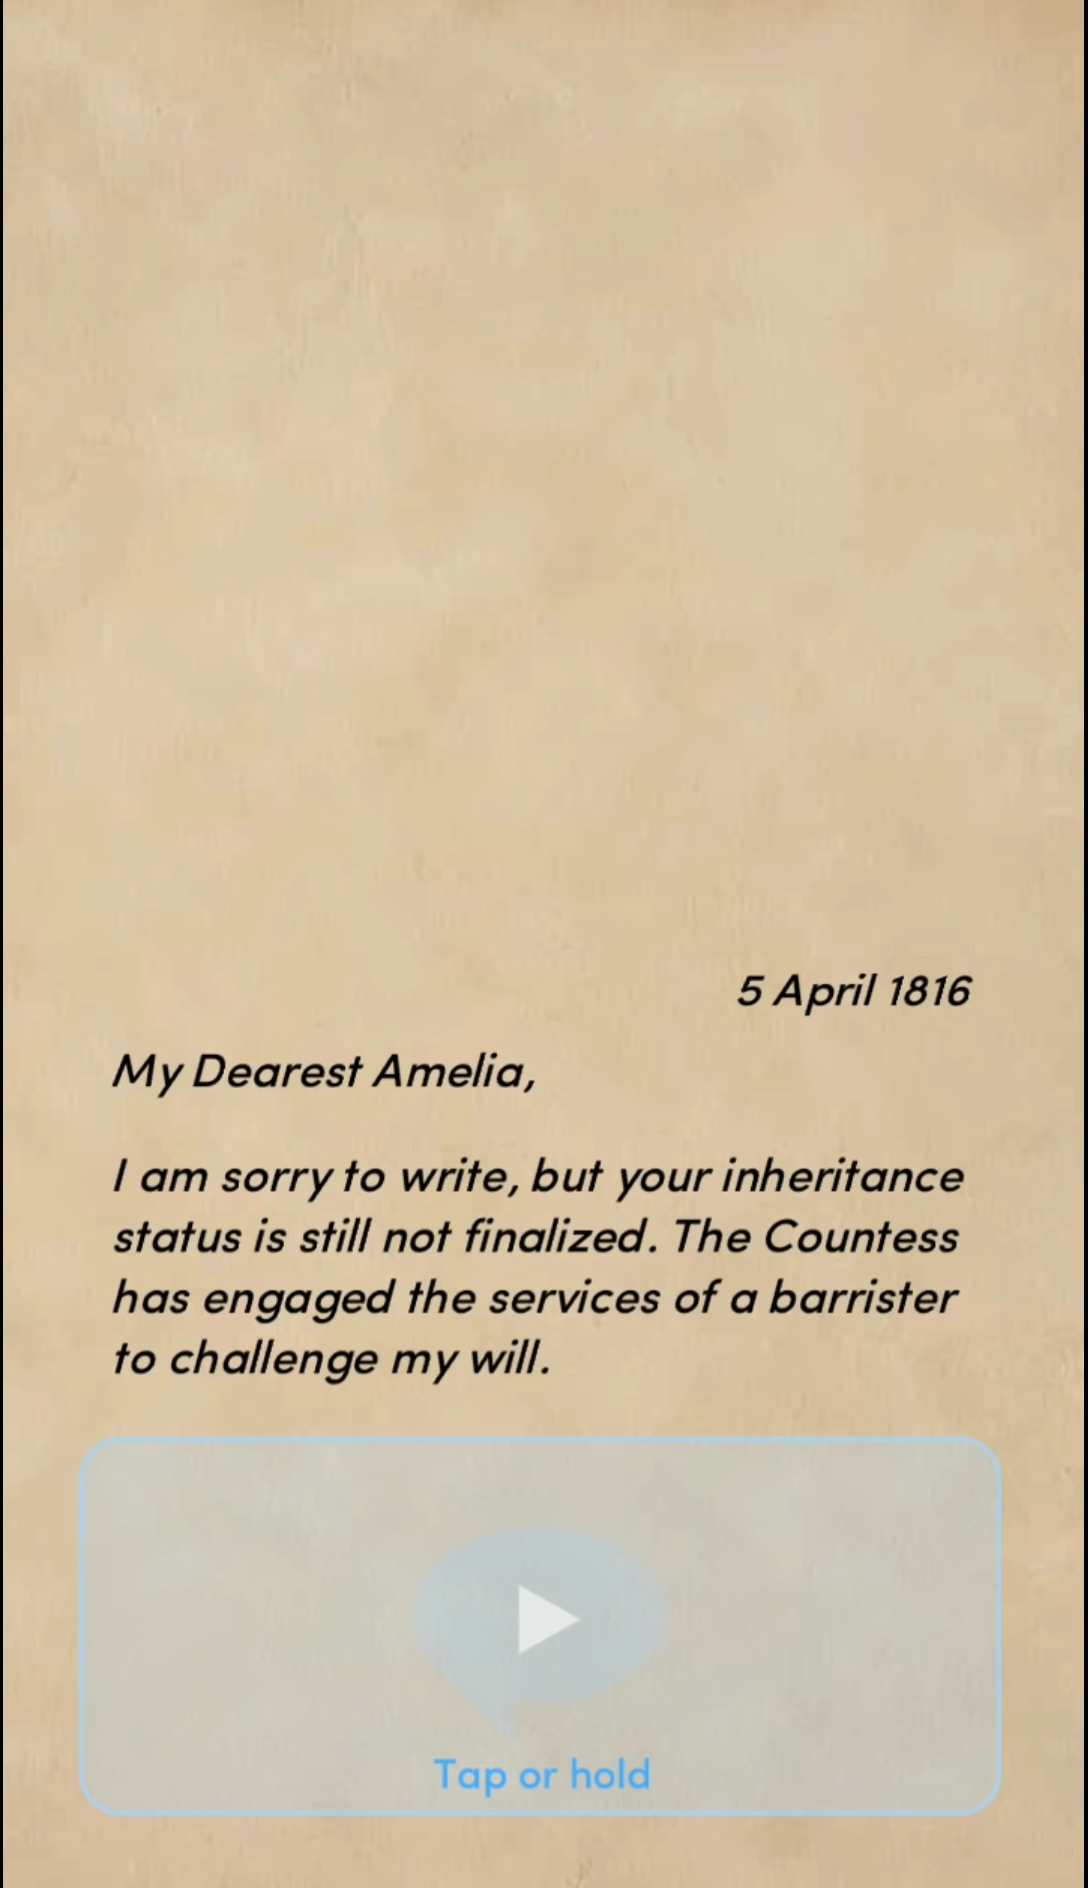 5 April 1816
My Dearest Amelia,
I am sorry to write, but your inheritance
status is still not finalized. The Countess
has engaged the services of a barrister
to challenge my will.
Tap or hold